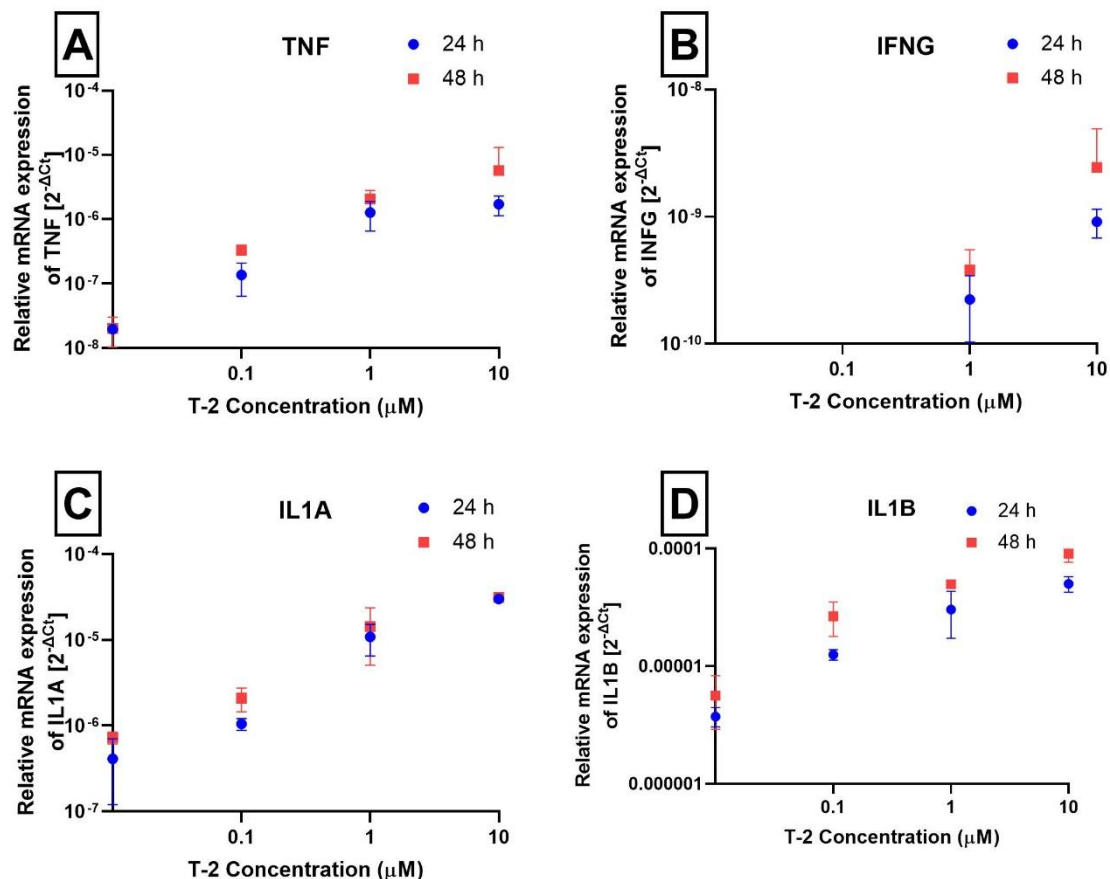 A
TNF
24 h
48 h
Relative mRNA expression
of TNF [2^-ΔCt]
10^-4
10^-5
10^-6
10^-7
10^-8
0.1 1 10
T-2 Concentration (μM)
B
IFNG
24 h
48 h
Relative mRNA expression
of INFG [2^-ΔCt]
10^-8
10^-9
10^-10
0.1 1 10
T-2 Concentration (μM)
C
IL1A
24 h
48 h
Relative mRNA expression
of IL1A [2^-ΔCt]
10^-4
10^-5
10^-6
10^-7
0.1 1 10
T-2 Concentration (μM)
D
IL1B
24 h
48 h
Relative mRNA expression
of IL1B [2^-ΔCt]
0.0001
0.00001
0.000001
0.1 1 10
T-2 Concentration (μM)